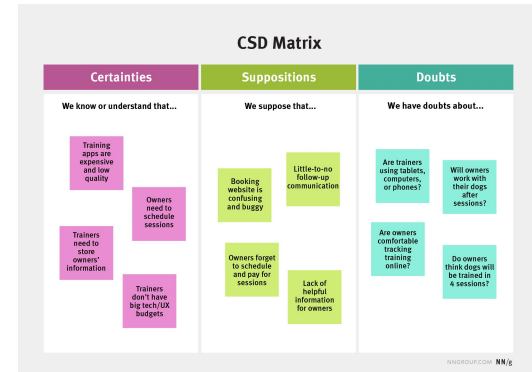 CSD Matrix
Certainties
We know or understand that...
Training
apps are
expensive
and low
quality
Owners
need to
schedule
sessions
Trainers
need to
store
owners'
information
Trainers
don't have
big tech/UX
budgets
Suppositions
We suppose that...
Little-to-no
follow-up
communication
Booking
website is
confusing
and buggy
Owners forget
to schedule
and pay for
sessions
Lack of
helpful
information
for owners
Doubts
We have doubts about...
Are trainers
using tablets,
computers,
or phones?
Will owners
work with
their dogs
after
sessions?
Are owners
comfortable
tracking
training
online?
Do owners
think dogs will
be trained in
4 sessions?
NNGROUP.COM NN/g